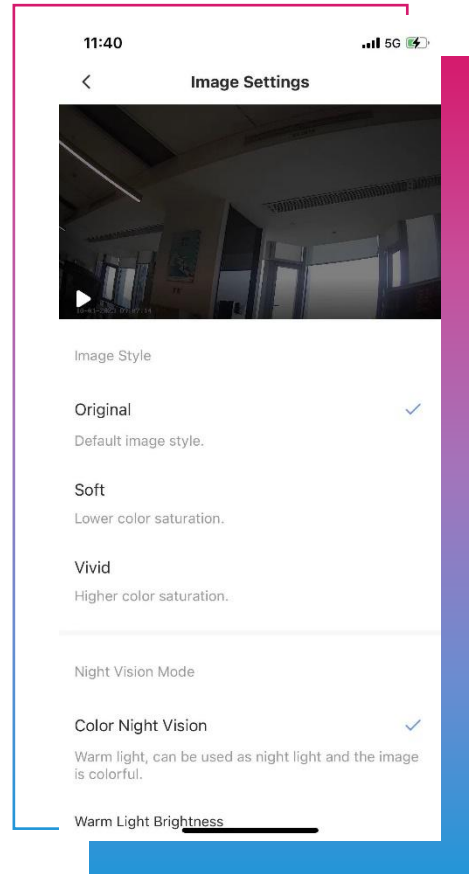 11:40
5G
Image Settings
Image Style
Original
Default image style.
Soft
Lower color saturation.
Vivid
Higher color saturation.
Night Vision Mode
Color Night Vision
Warm light, can be used as night light and the image
is colorful.
Warm Light Brightness